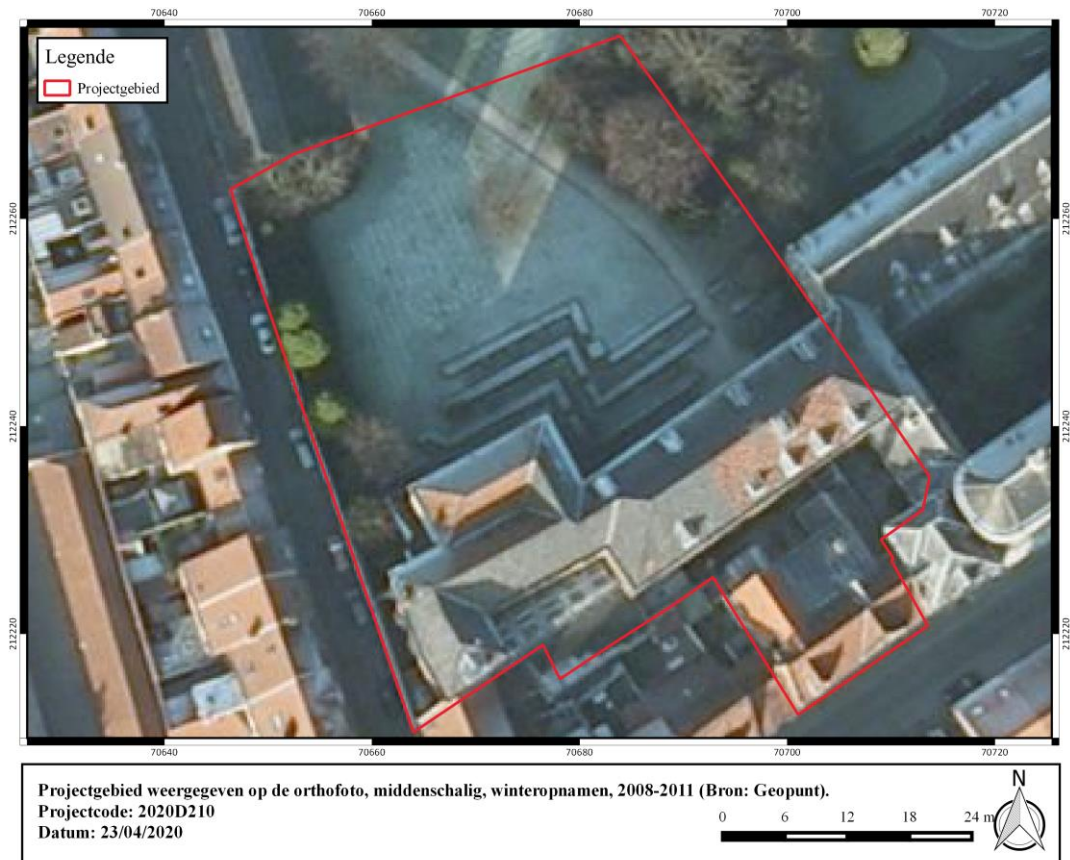 70640 70660 70680 70700 70720
Legende
Projectgebied
212260 212260
212240 212240
212220 212220
70640 70660 70680 70700 70720
Projectgebied weergegeven op de orthofoto, middenschalig, winteropnamen, 2008-2011 (Bron: Geopunt).
Projectcode: 2020D210
Datum: 23/04/2020
0 6 12 18 24 m
N